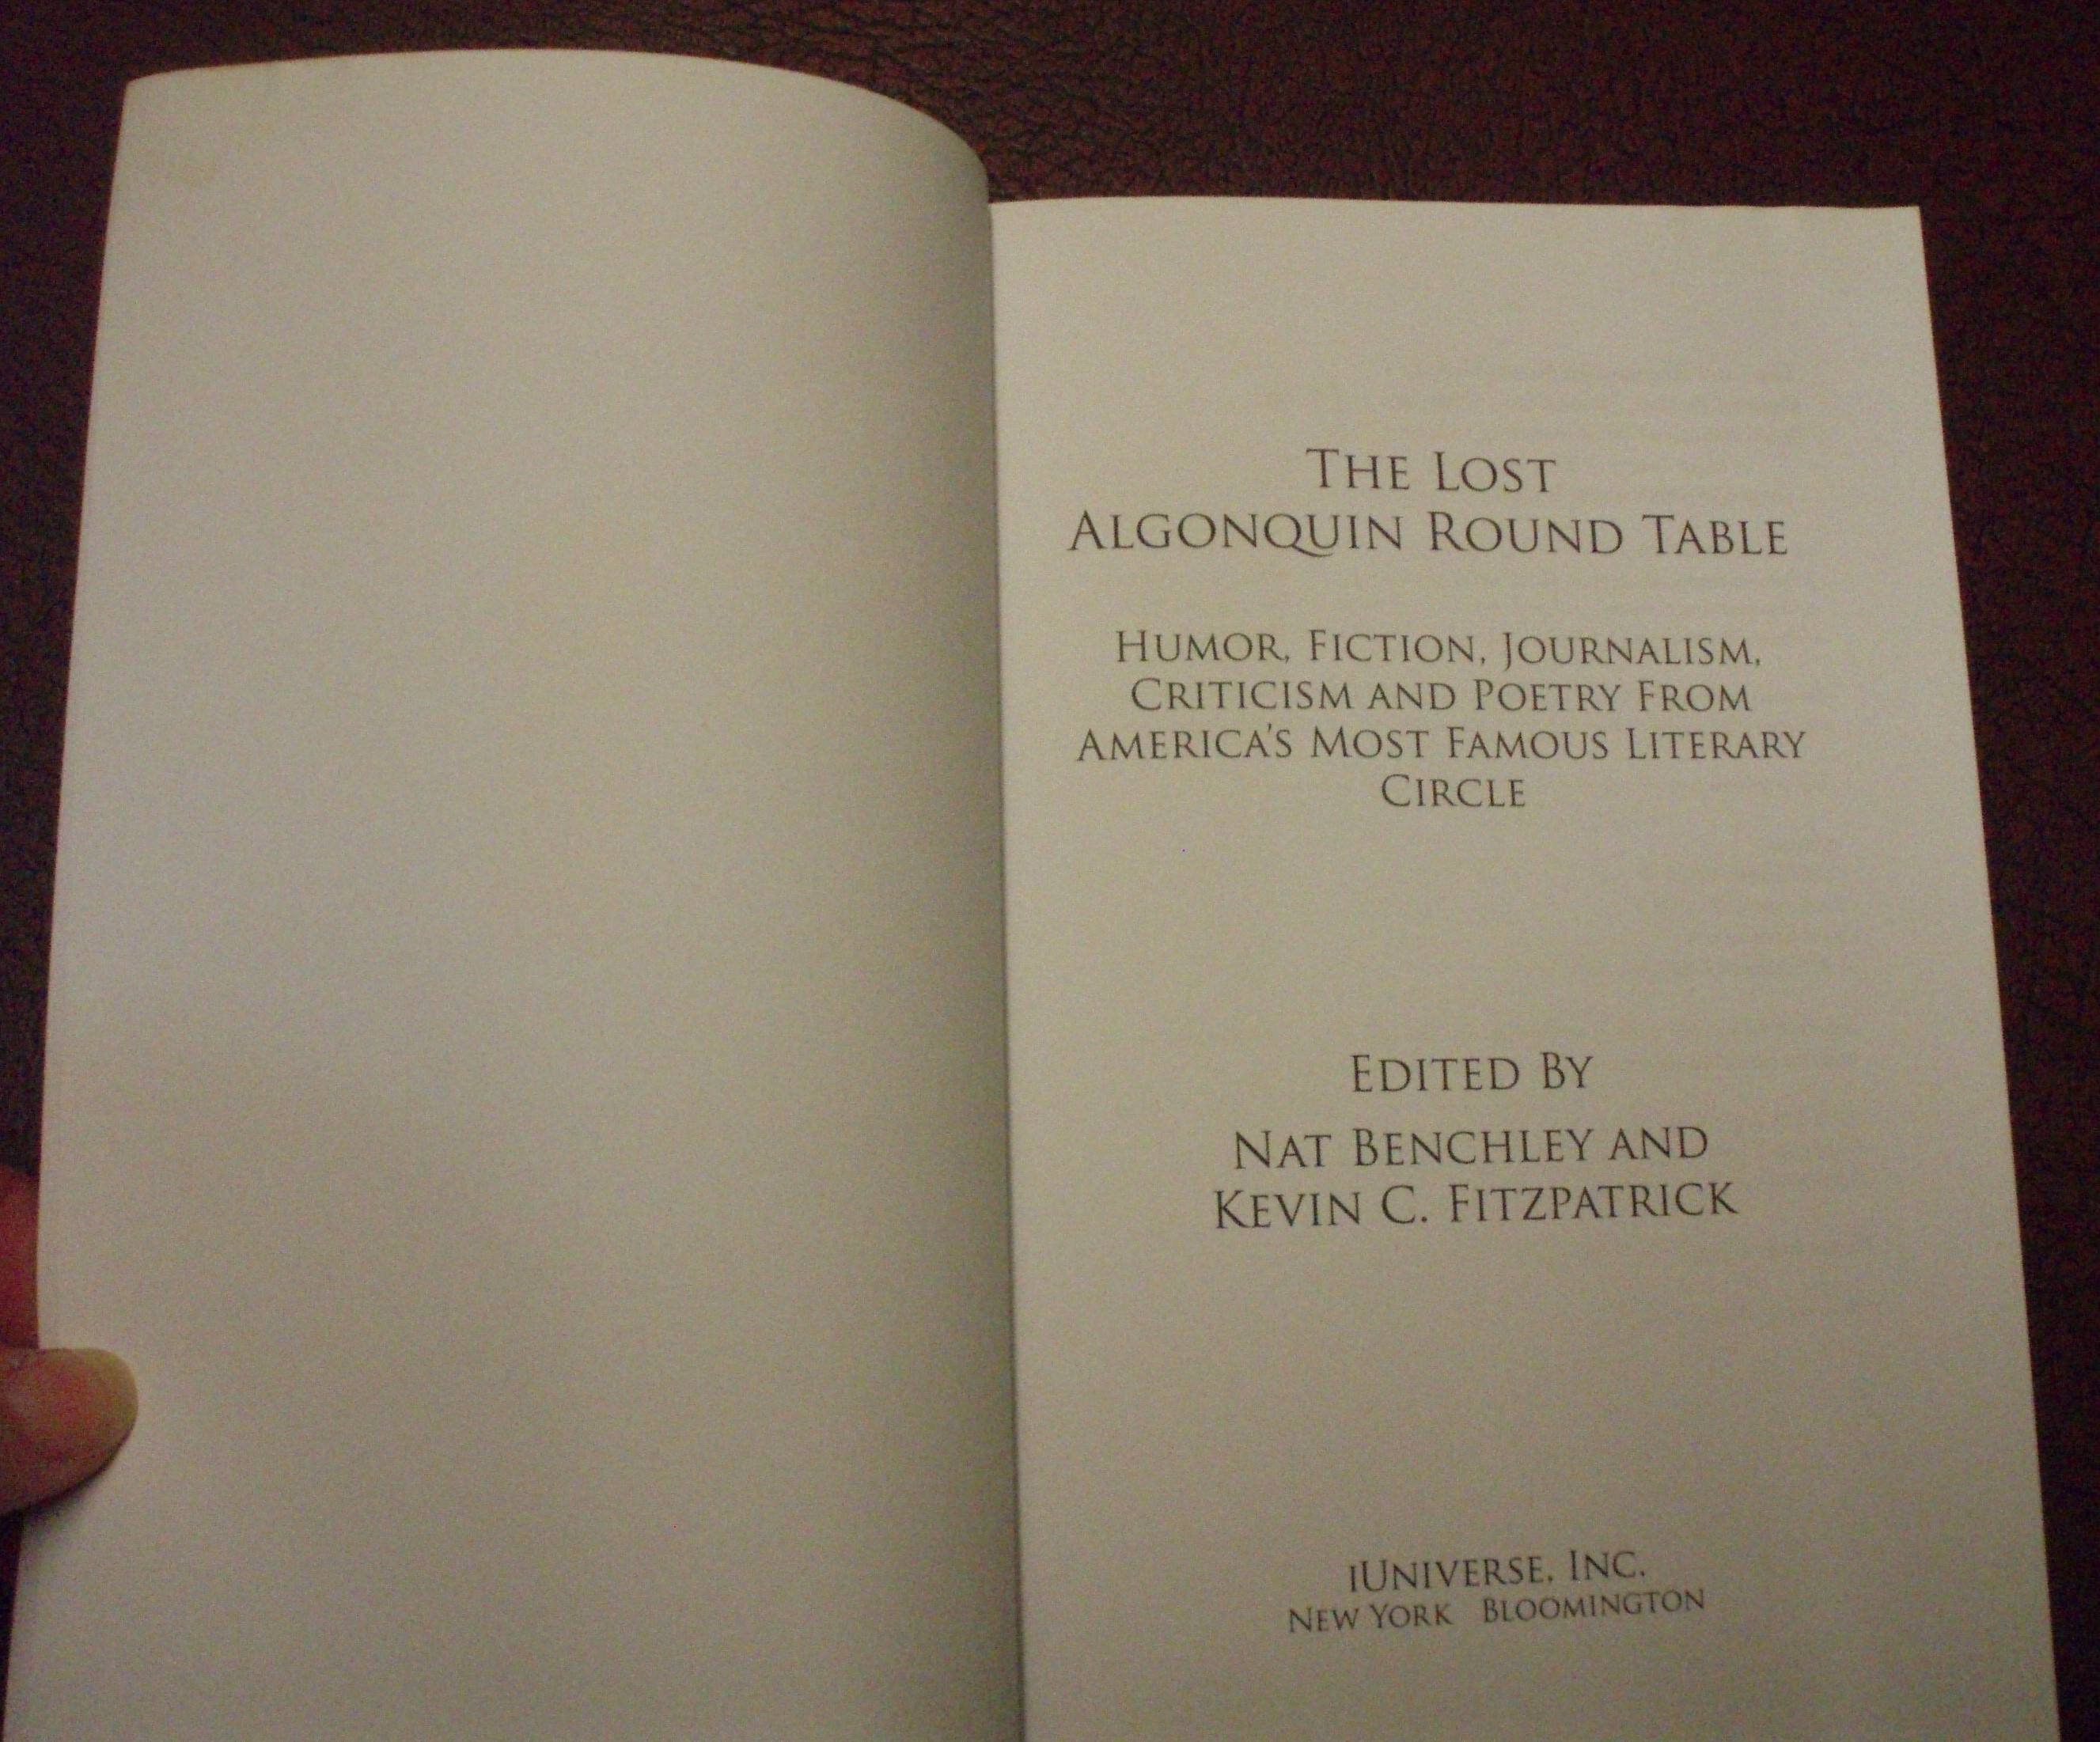 The Lost
Algonquin Round Table
Humor, Fiction, Journalism,
Criticism and Poetry From
America's Most Famous Literary
Circle
Edited By
Nat Benchley and
Kevin C. Fitzpatrick
iUniverse, Inc.
New York Bloomington